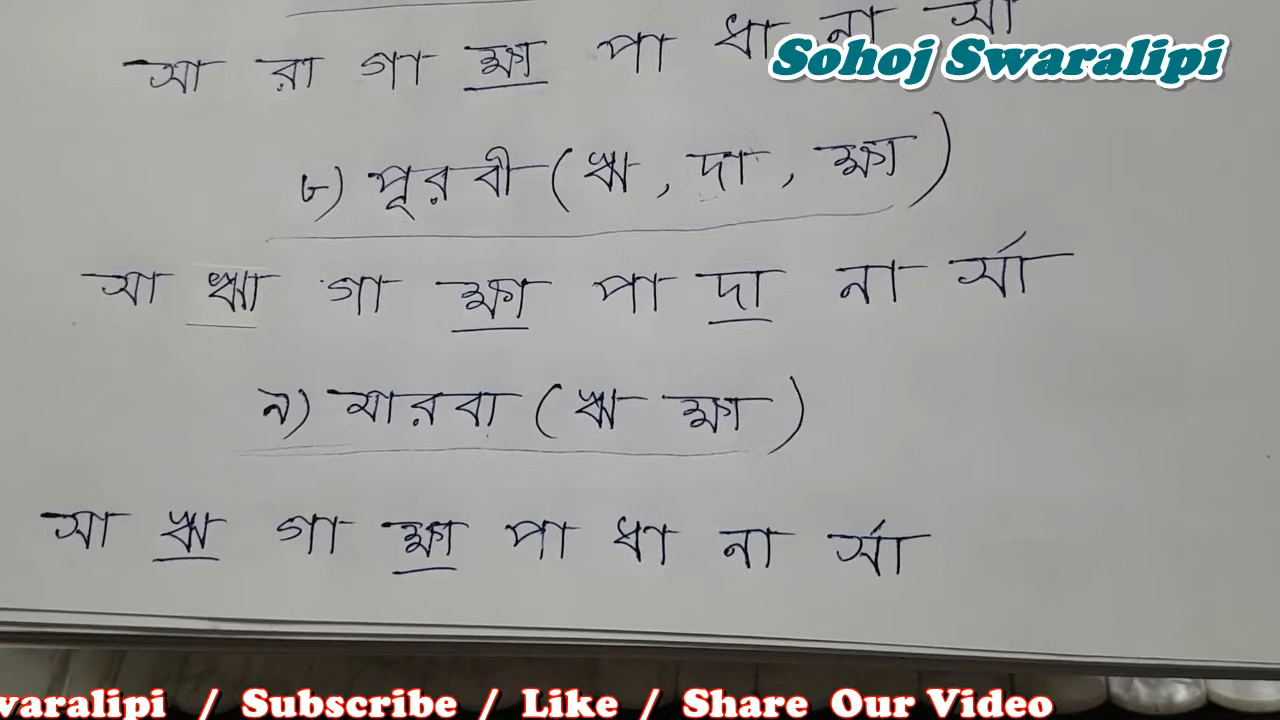 সা রা গা ক্ষা পা ধা না র্সা
Sohoj Swaralipi
৮) পূরবী (ঋ, দা, ক্ষা)
সা ঋা গা ক্ষা পা দা না র্সা
৯) মারবা (ঋ ক্ষা)
সা ঋ গা ক্ষা পা ধা না র্সা
waralipi / Subscribe / Like / Share Our Video